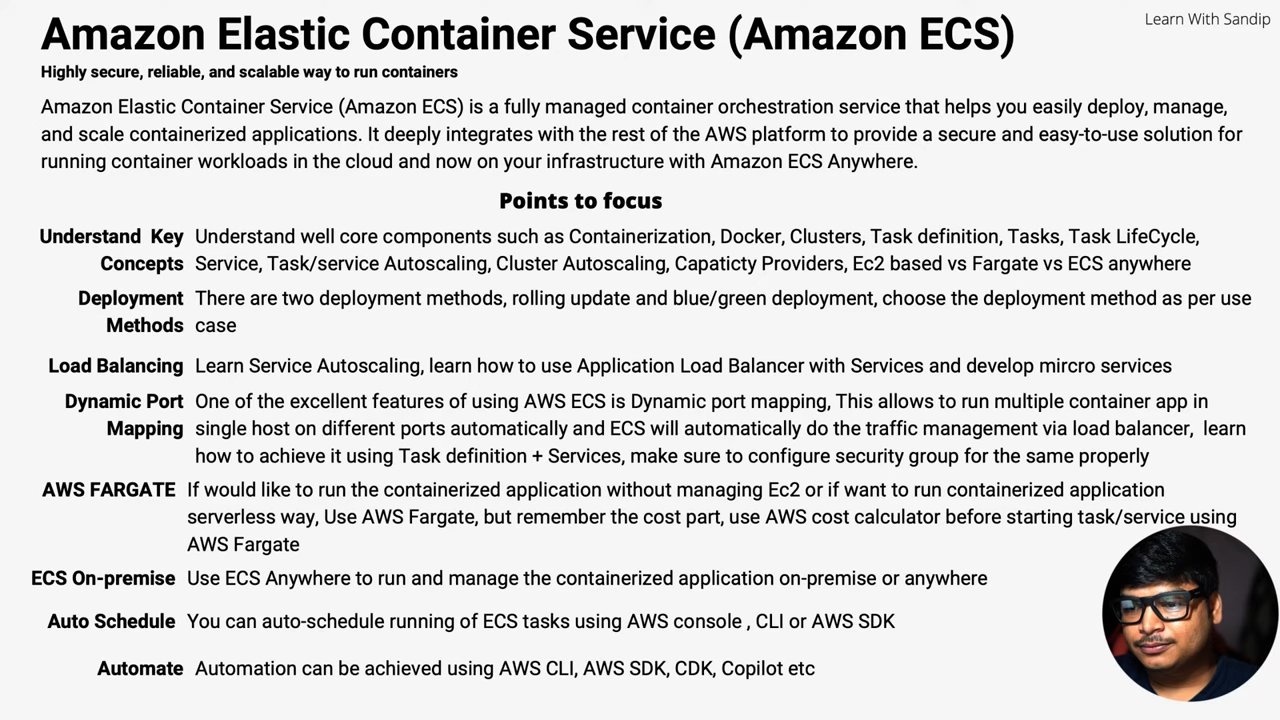 Learn With Sandip
Amazon Elastic Container Service (Amazon ECS)
Highly secure, reliable, and scalable way to run containers
Amazon Elastic Container Service (Amazon ECS) is a fully managed container orchestration service that helps you easily deploy, manage,
and scale containerized applications. It deeply integrates with the rest of the AWS platform to provide a secure and easy-to-use solution for
running container workloads in the cloud and now on your infrastructure with Amazon ECS Anywhere.
Points to focus
Understand Key Understand well core components such as Containerization, Docker, Clusters, Task definition, Tasks, Task LifeCycle,
Concepts Service, Task/service Autoscaling, Cluster Autoscaling, Capaticty Providers, Ec2 based vs Fargate vs ECS anywhere
Deployment There are two deployment methods, rolling update and blue/green deployment, choose the deployment method as per use
Methods case
Load Balancing Learn Service Autoscaling, learn how to use Application Load Balancer with Services and develop mircro services
Dynamic Port One of the excellent features of using AWS ECS is Dynamic port mapping, This allows to run multiple container app in
Mapping single host on different ports automatically and ECS will automatically do the traffic management via load balancer, learn
how to achieve it using Task definition + Services, make sure to configure security group for the same properly
AWS FARGATE If would like to run the containerized application without managing Ec2 or if want to run containerized application
serverless way, Use AWS Fargate, but remember the cost part, use AWS cost calculator before starting task/service using
AWS Fargate
ECS On-premise Use ECS Anywhere to run and manage the containerized application on-premise or anywhere
Auto Schedule You can auto-schedule running of ECS tasks using AWS console , CLI or AWS SDK
Automate Automation can be achieved using AWS CLI, AWS SDK, CDK, Copilot etc